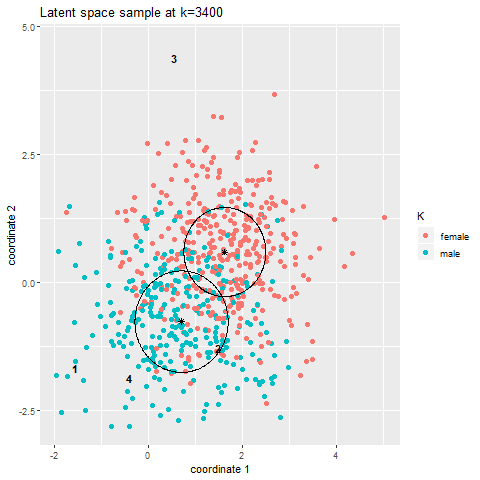 Latent space sample at k=3400
5.0
3
2.5
coordinate 2
K
female
male
0.0
2
1
4
-2.5
-2
0
2
4
coordinate 1